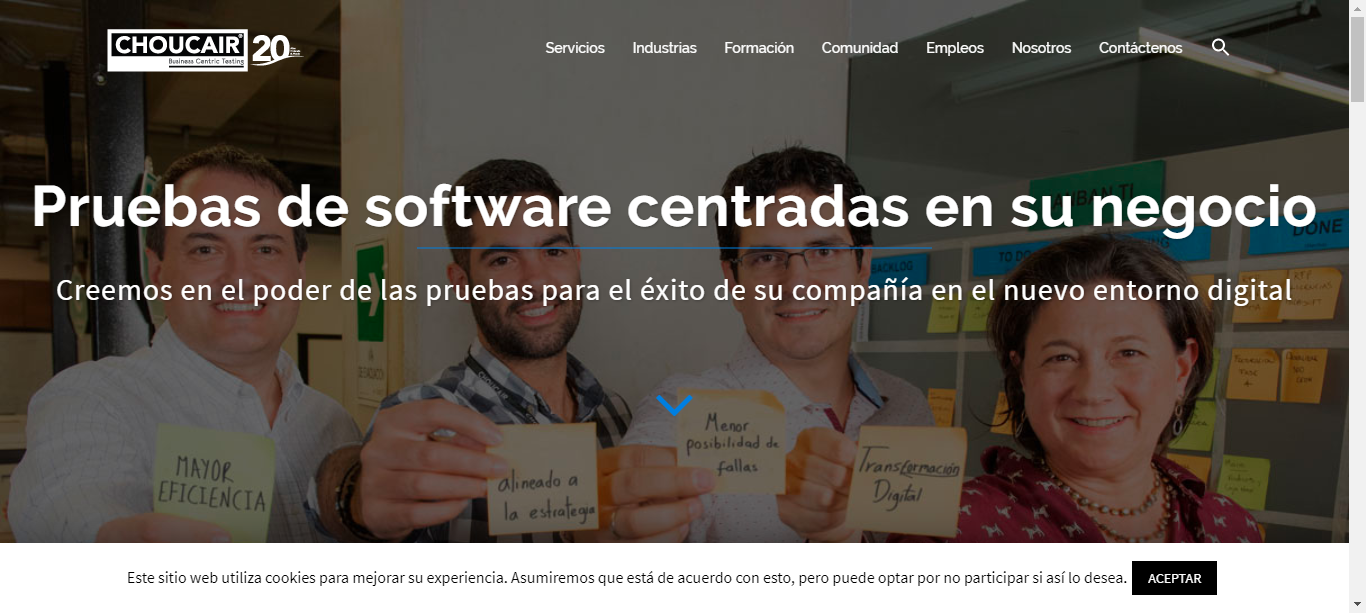 CHOUCAIR®
Business Centric Testing
20
Servicios Industrias Formación Comunidad Empleos Nosotros Contáctenos
Pruebas de software centradas en su negocio
Creemos en el poder de las pruebas para el éxito de su compañía en el nuevo entorno digital
KANBAN TI
BACKLOG
TO DO
DONE
MAYOR
EFICIENCIA
alineado a
la estrategia
Menor
posibilidad de
fallas
Transformación
Digital
Este sitio web utiliza cookies para mejorar su experiencia. Asumiremos que está de acuerdo con esto, pero puede optar por no participar si así lo desea. ACEPTAR